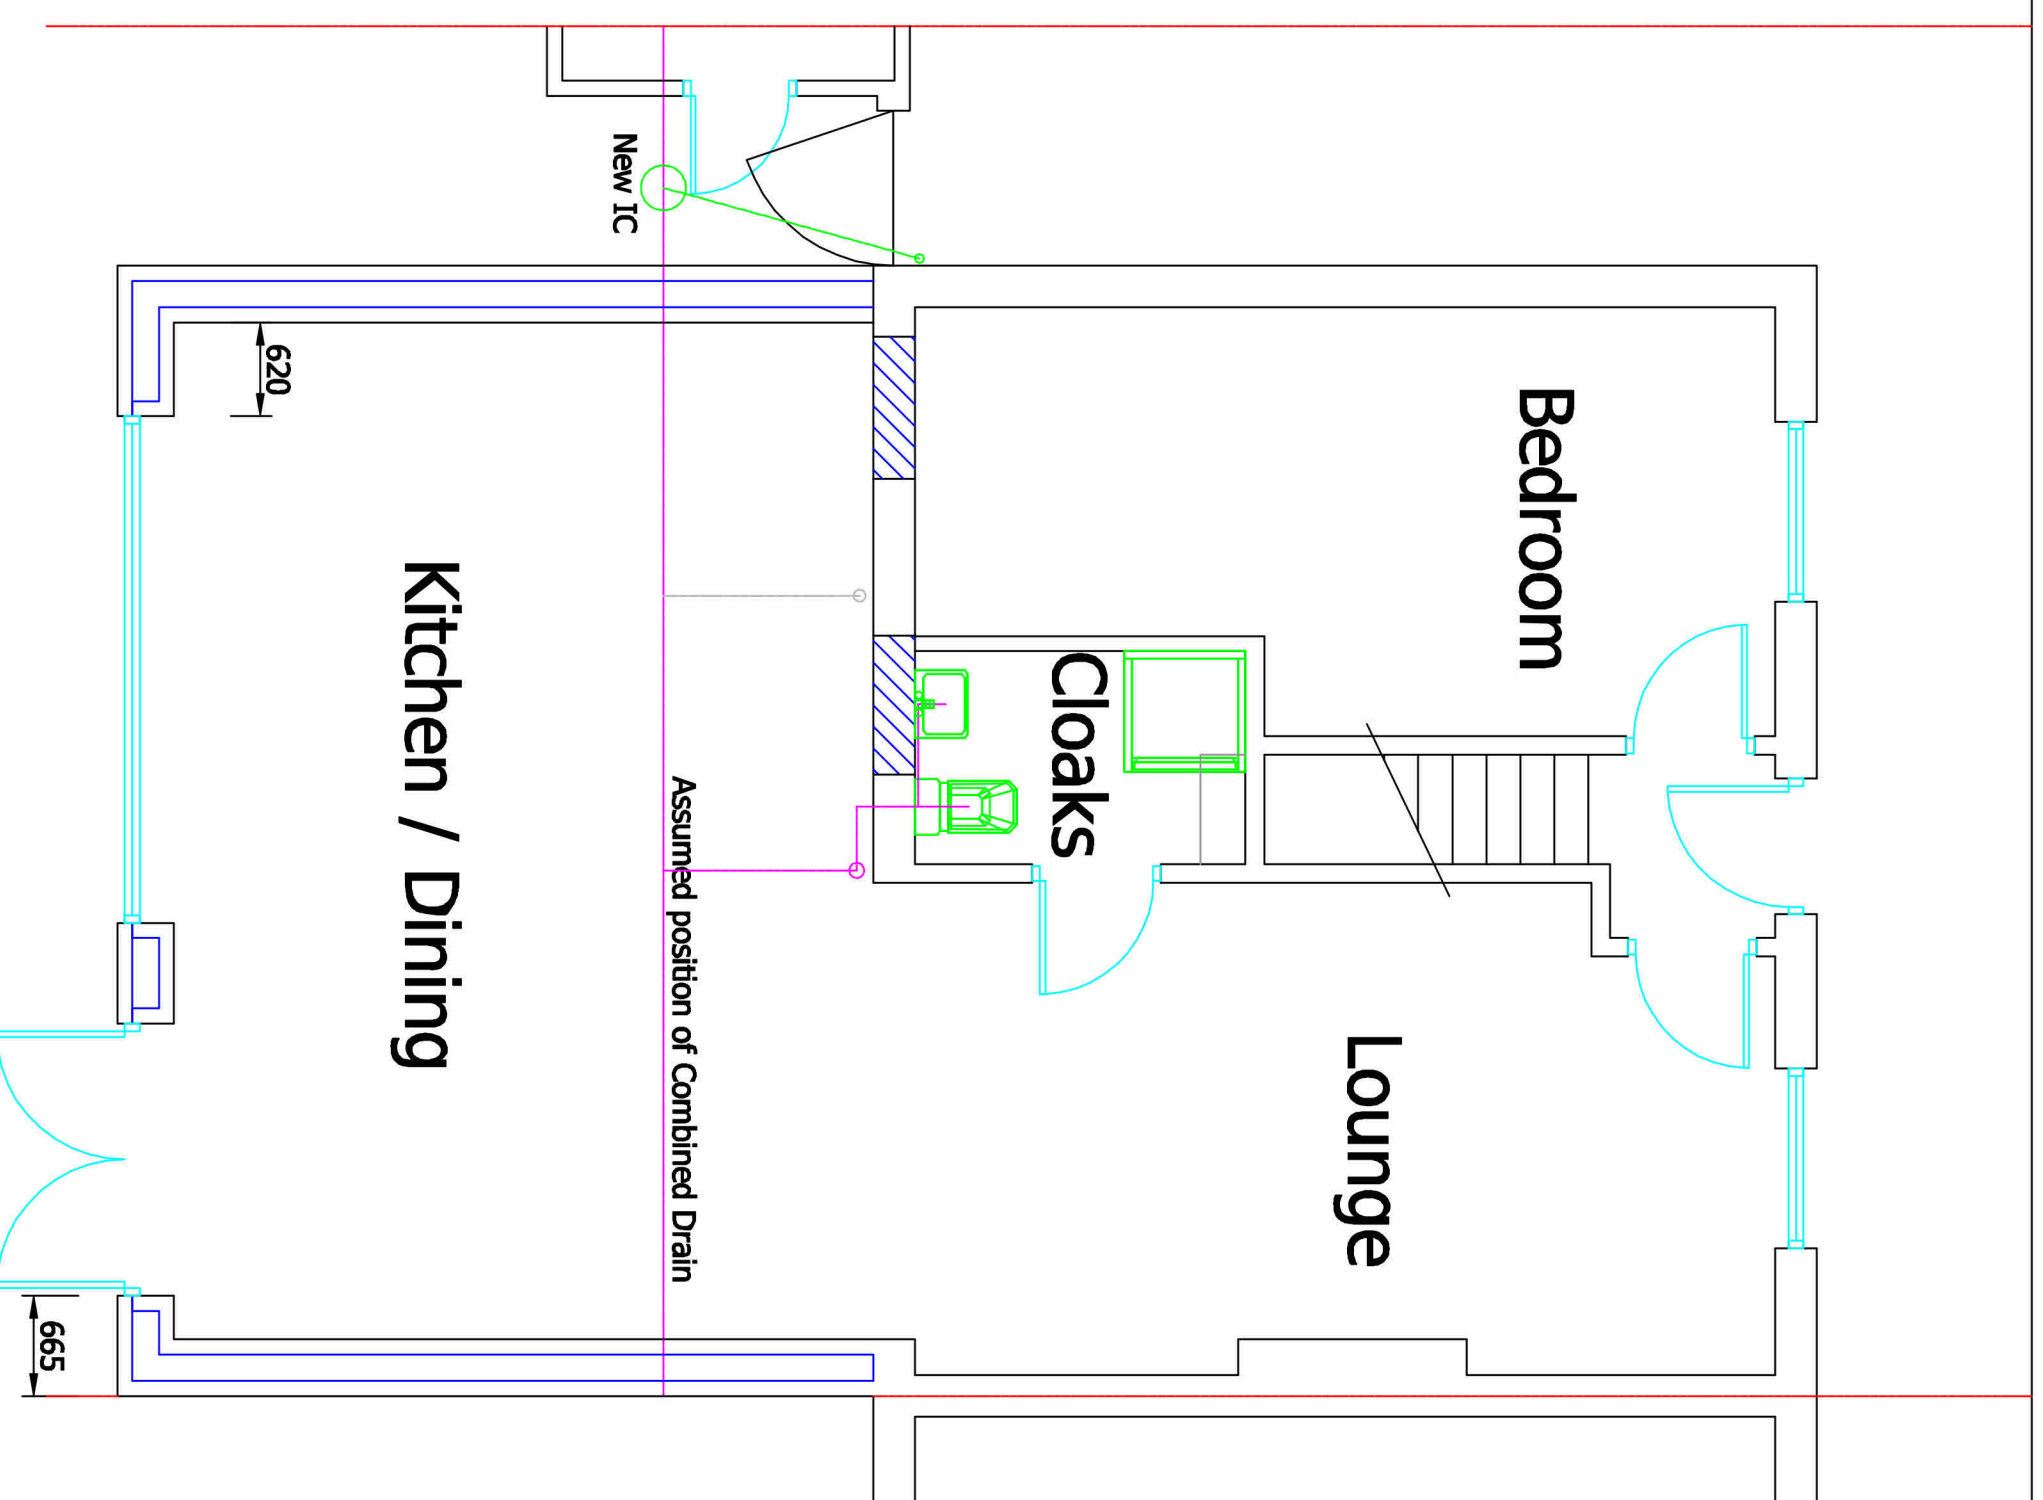 New IC
620
Bedroom
Cloaks
Kitchen / Dining
Assumed position of Combined Drain
Lounge
665